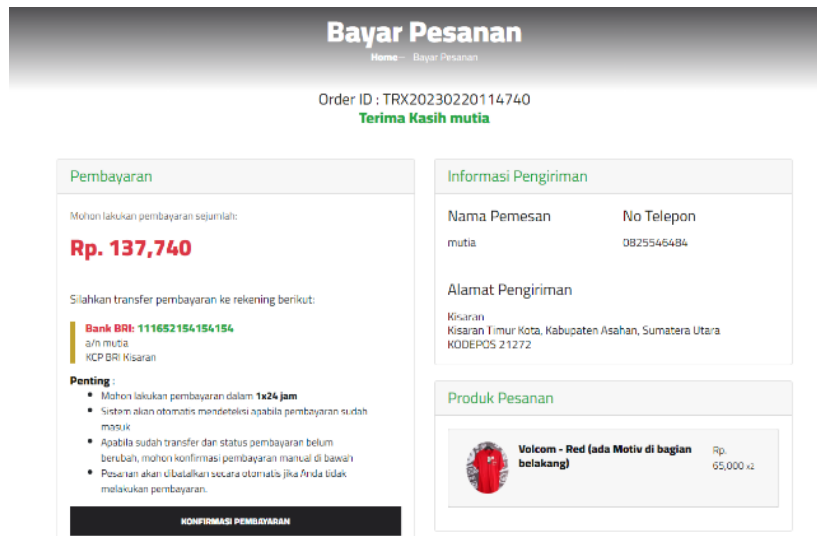 Bayar Pesanan
Home – Bayar Pesanan
Order ID : TRX20230220114740
Terima Kasih mutia
Pembayaran
Mohon lakukan pembayaran sejumlah:
Rp. 137,740
Silahkan transfer pembayaran ke rekening berikut:
Bank BRI: 111652154154154
a/n mutia
KCP BRI Kisaran
Penting :
Mohon lakukan pembayaran dalam 1x24 jam
Sistem akan otomatis mendeteksi apabila pembayaran sudah
masuk
Apabila sudah transfer dan status pembayaran belum
berubah, mohon konfirmasi pembayaran manual di bawah
Pesanan akan dibatalkan secara otomatis jika Anda tidak
melakukan pembayaran.
KONFIRMASI PEMBAYARAN
Informasi Pengiriman
Nama Pemesan No Telepon
mutia 0825546484
Alamat Pengiriman
Kisaran
Kisaran Timur Kota, Kabupaten Asahan, Sumatera Utara
KODEPOS 21272
Produk Pesanan
Volcom - Red (ada Motiv di bagian
belakang)
Rp.
65,000 x2